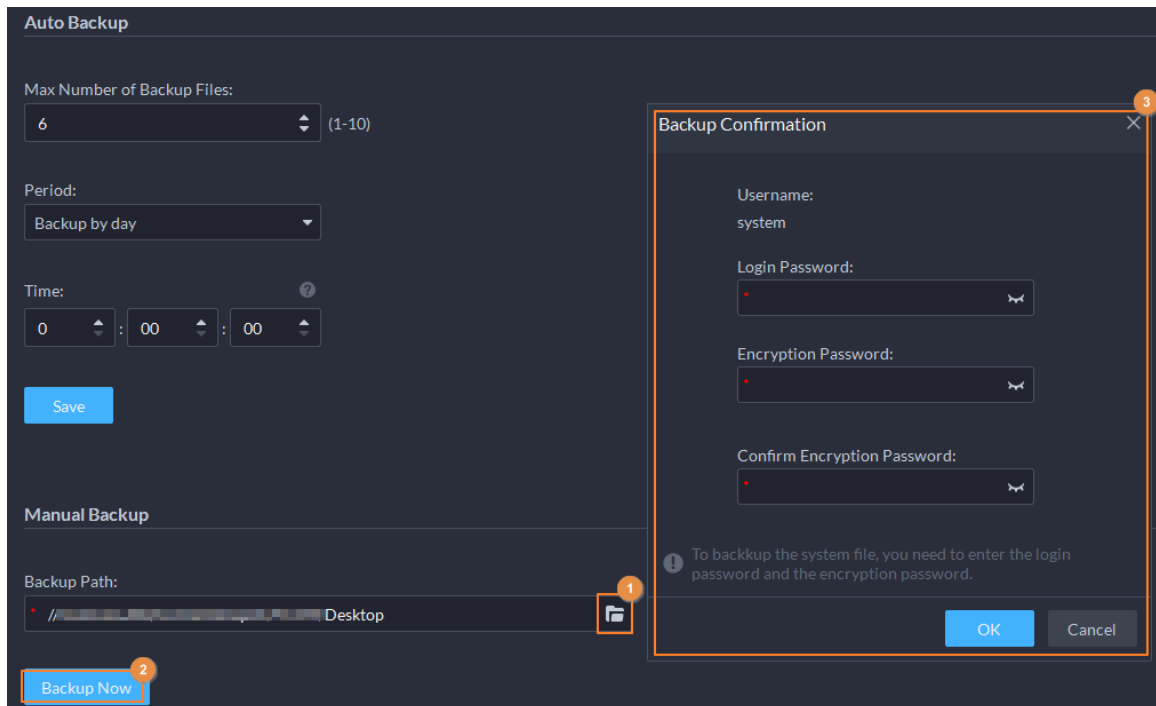 Auto Backup
Max Number of Backup Files:
6 (1-10)
Period:
Backup by day
Time: ?
0 : 00 : 00
Save
Manual Backup
Backup Path:
* // Desktop
1
2
Backup Now
3
Backup Confirmation
Username:
system
Login Password:
*
Encryption Password:
*
Confirm Encryption Password:
*
! To backkup the system file, you need to enter the login
password and the encryption password.
OK Cancel